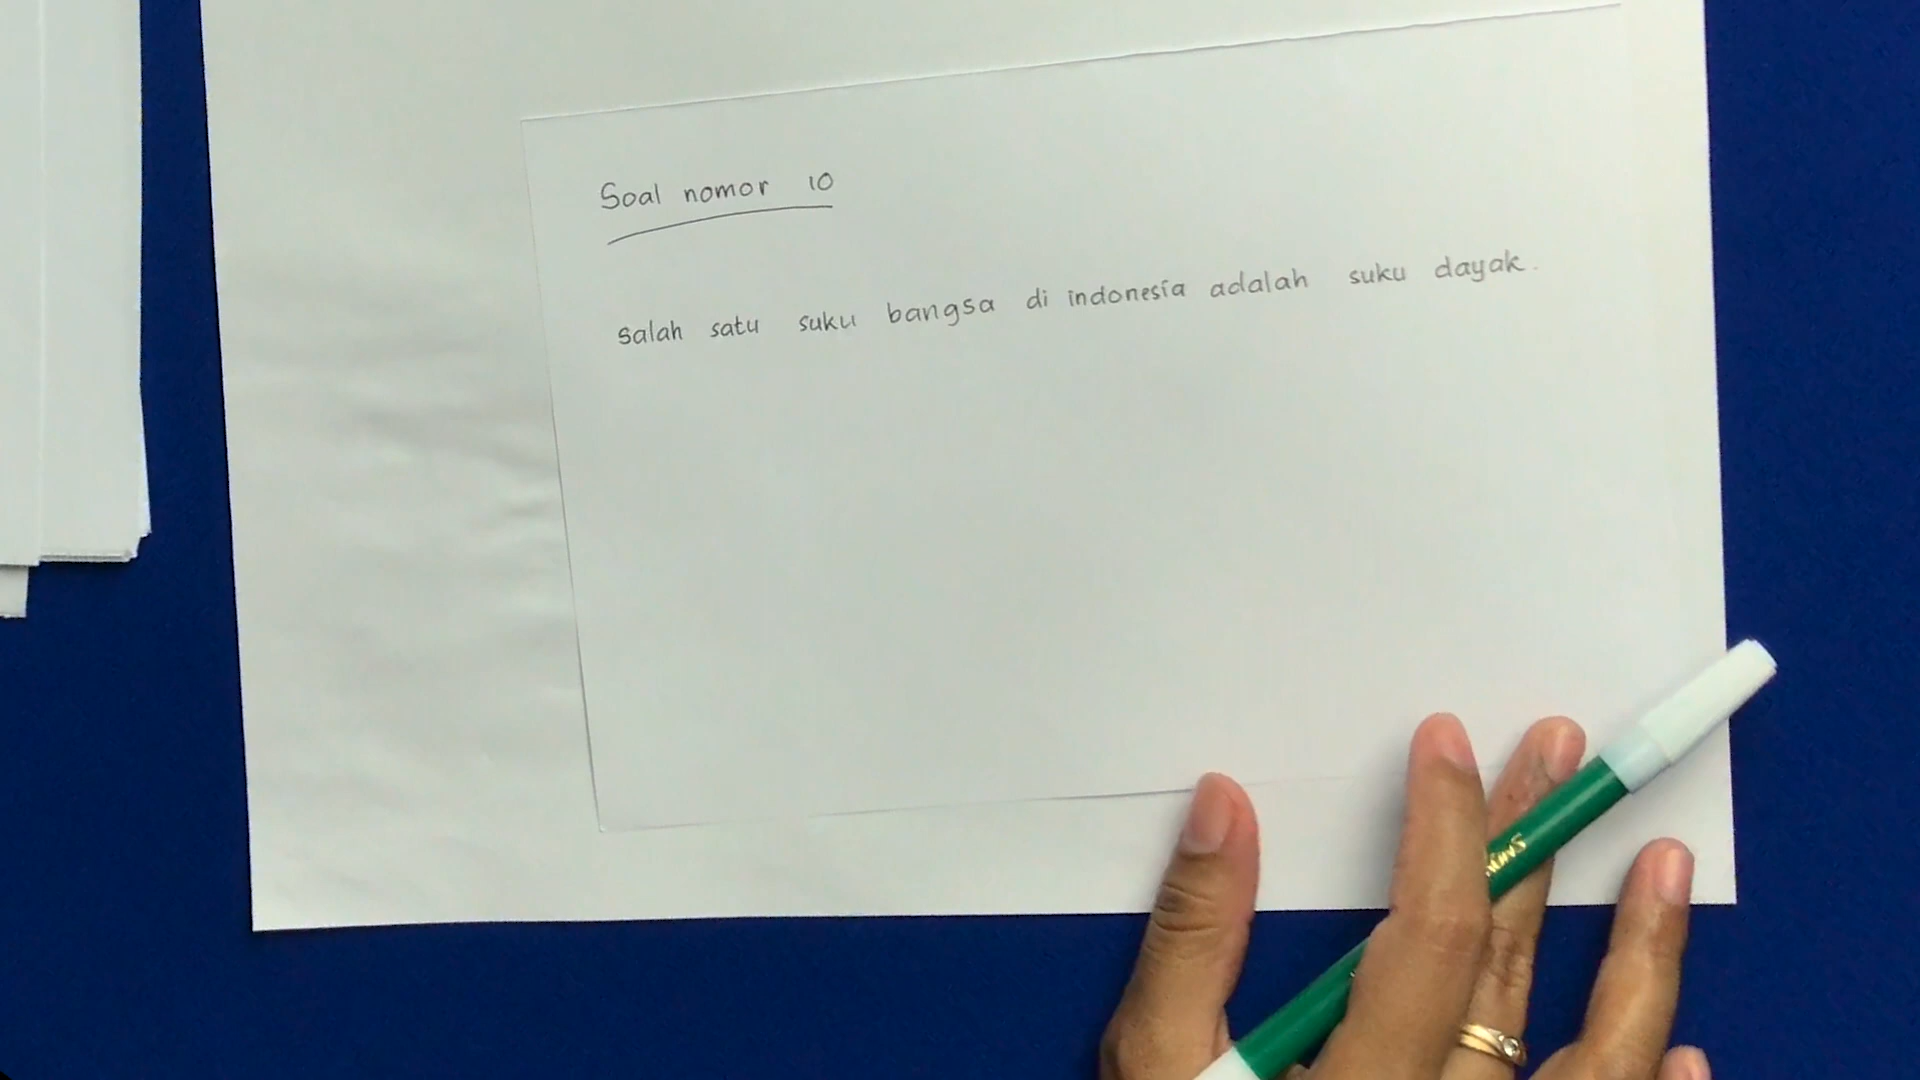 Soal nomor 10
salah satu suku bangsa di indonesia adalah suku dayak.